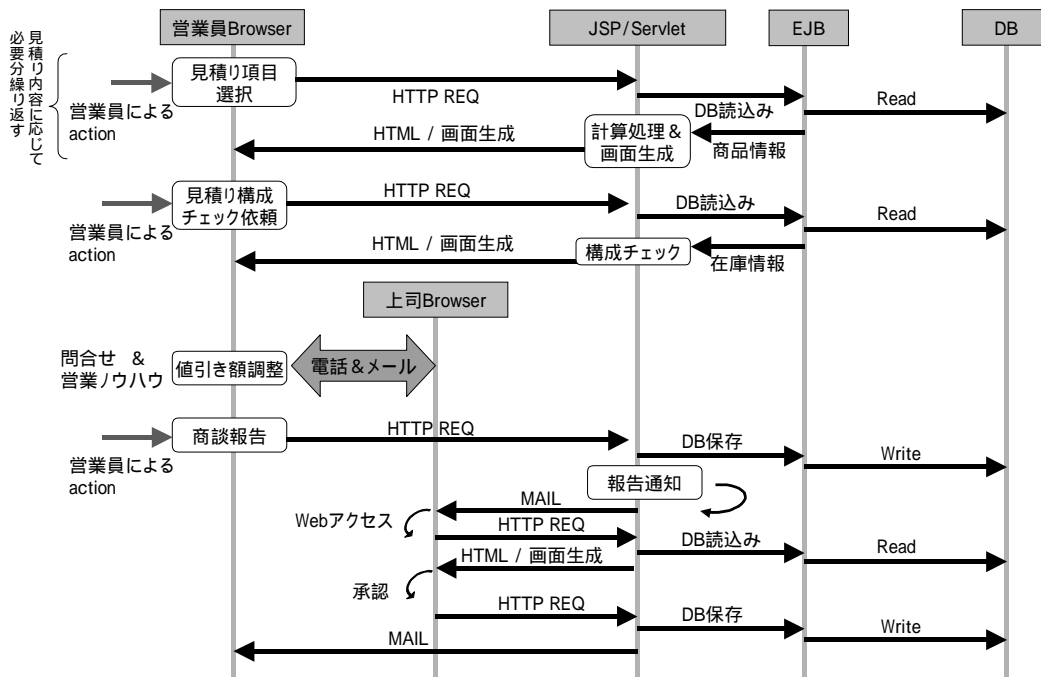 営業員Browser
JSP/Servlet
EJB
DB
見積り内容に応じて
必要分繰り返す
見積り項目
選択
営業員による
action
HTTP REQ
DB読込み
Read
HTML / 画面生成
計算処理&
画面生成
商品情報
見積り構成
チェック依頼
営業員による
action
HTTP REQ
DB読込み
Read
HTML / 画面生成
構成チェック
在庫情報
上司Browser
問合せ &
営業ノウハウ
値引き額調整
電話&メール
商談報告
営業員による
action
HTTP REQ
DB保存
Write
報告通知
MAIL
Webアクセス
HTTP REQ
DB読込み
Read
HTML / 画面生成
承認
HTTP REQ
DB保存
Write
MAIL